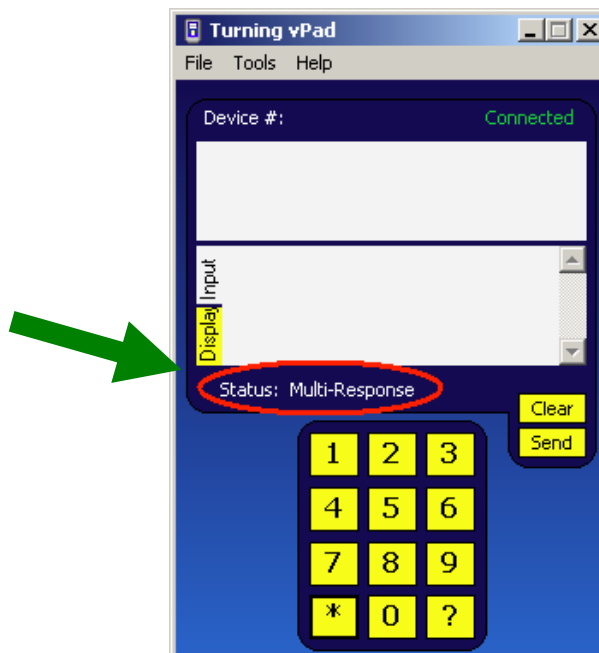 Turning vPad
File Tools Help
Device #: Connected
Input
Display
Status: Multi-Response
Clear
Send
1 2 3
4 5 6
7 8 9
* 0 ?